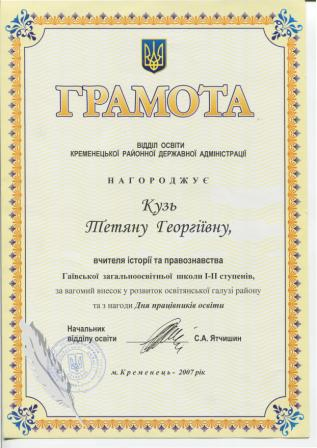 ГРАМОТА
ВІДДІЛ ОСВІТИ
КРЕМЕНЕЦЬКОЇ РАЙОННОЇ ДЕРЖАВНОЇ АДМІНІСТРАЦІЇ
НАГОРОДЖУЄ
Кузь
Тетяну Георгіївну,
вчителя історії та правознавства
Гаївської загальноосвітньої школи І-ІІ ступенів,
за вагомий внесок у розвиток освітянської галузі району
та з нагоди Дня працівників освіти
Начальник
відділу освіти С.А. Ятчишин
м. Кременець - 2007 рік